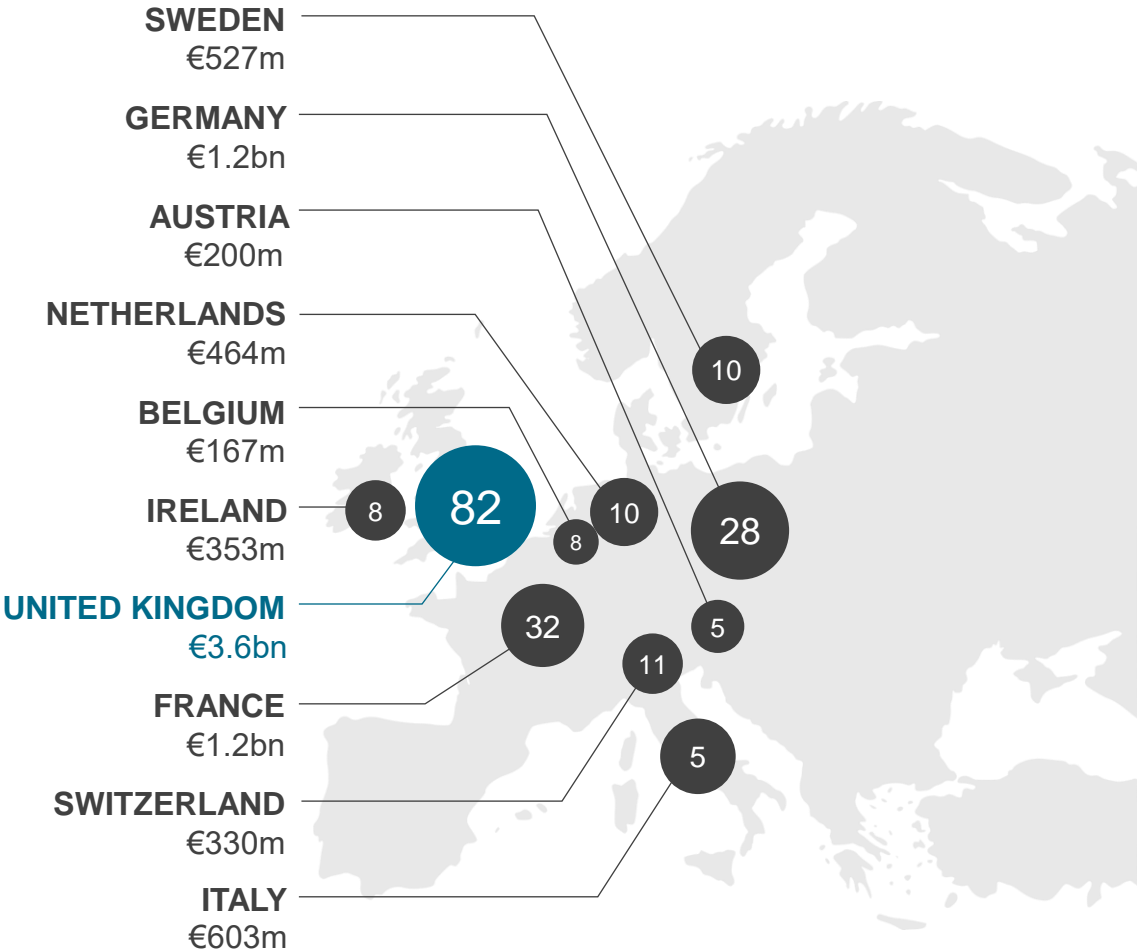 SWEDEN
€527m
GERMANY
€1.2bn
AUSTRIA
€200m
NETHERLANDS
€464m
BELGIUM
€167m
IRELAND
€353m
UNITED KINGDOM
€3.6bn
FRANCE
€1.2bn
SWITZERLAND
€330m
ITALY
€603m
10
82
8
10
8
28
32
5
11
5